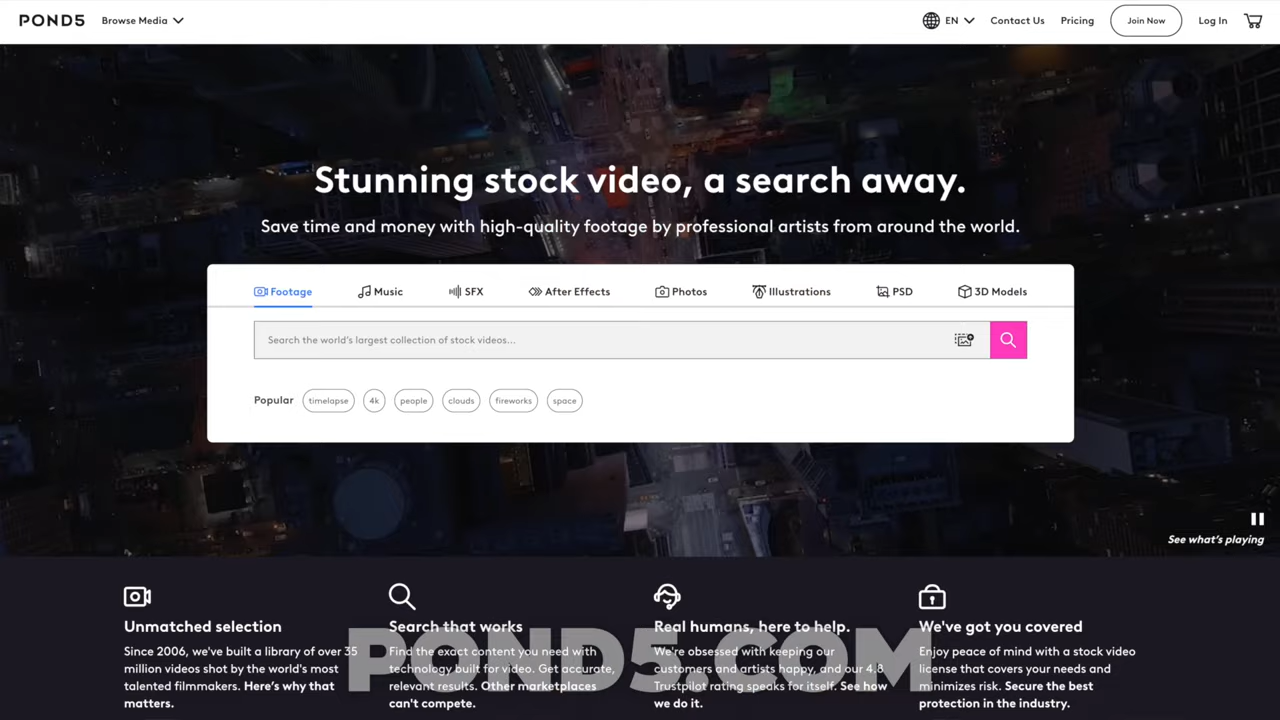 POND5 Browse Media EN Contact Us Pricing Join Now Log In
Stunning stock video, a search away.
Save time and money with high-quality footage by professional artists from around the world.
Footage Music SFX After Effects Photos Illustrations PSD 3D Models
Search the world's largest collection of stock videos...
Popular timelapse 4k people clouds fireworks space
See what's playing
Unmatched selection
Since 2006, we've built a library of over 35
million videos shot by the world's most
talented filmmakers. Here's why that
matters.
Search that works
Find the exact content you need with
technology built for video. Get accurate,
relevant results. Other marketplaces
can't compete.
Real humans, here to help.
We're obsessed with keeping our
customers and artists happy, and our 4.8
Trustpilot rating speaks for itself. See how
we do it.
We've got you covered
Enjoy peace of mind with a stock video
license that covers your needs and
minimizes risk. Secure the best
protection in the industry.
POND5.COM